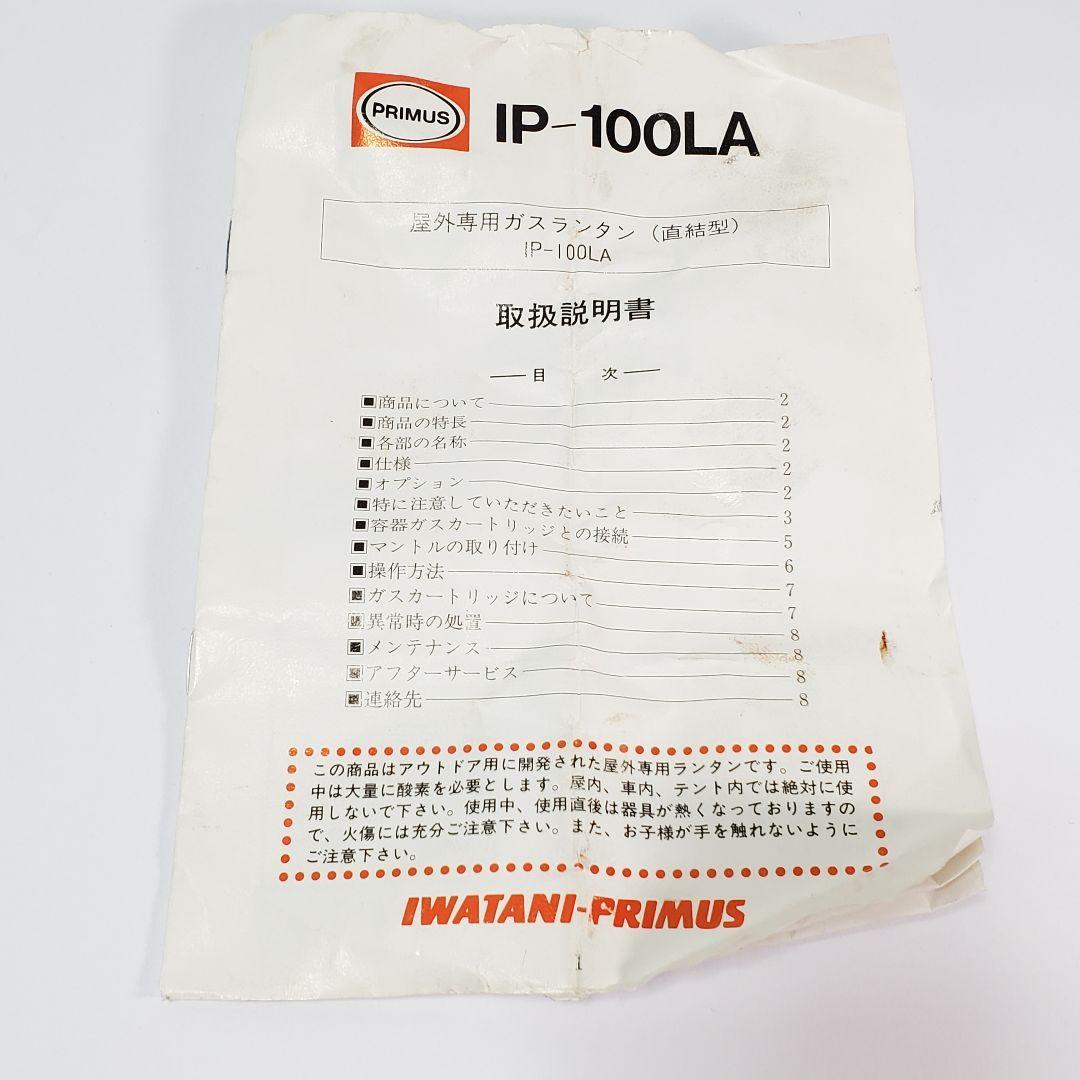 PRIMUS
IP-100LA
屋外専用ガスランタン(直結型)
IP-100LA
取扱説明書
目 次
■商品について 2
■商品の特長 2
■各部の名称 2
■仕様 2
■オプション 2
■特に注意していただきたいこと 3
■容器ガスカートリッジとの接続 5
■マントルの取り付け 6
■操作方法 7
■ガスカートリッジについて 7
■異常時の処置 8
■メンテナンス 8
■アフターサービス 8
■連絡先 8
この商品はアウトドア用に開発された屋外専用ランタンです。ご使用
中は大量に酸素を必要とします。屋内、車内、テント内では絶対に使
用しないで下さい。使用中、使用直後は器具が熱くなっておりますの
で、火傷には充分ご注意下さい。また、お子様が手を触れないように
ご注意下さい。
IWATANI-PRIMUS
1